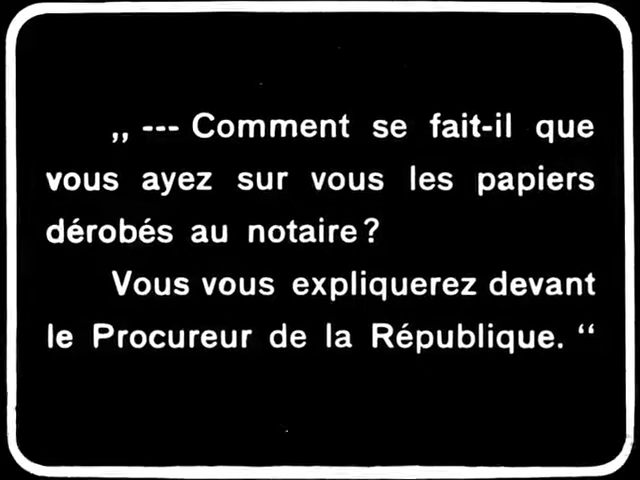 „ --- Comment se fait-il que
vous ayez sur vous les papiers
dérobés au notaire?
Vous vous expliquerez devant
le Procureur de la République. “